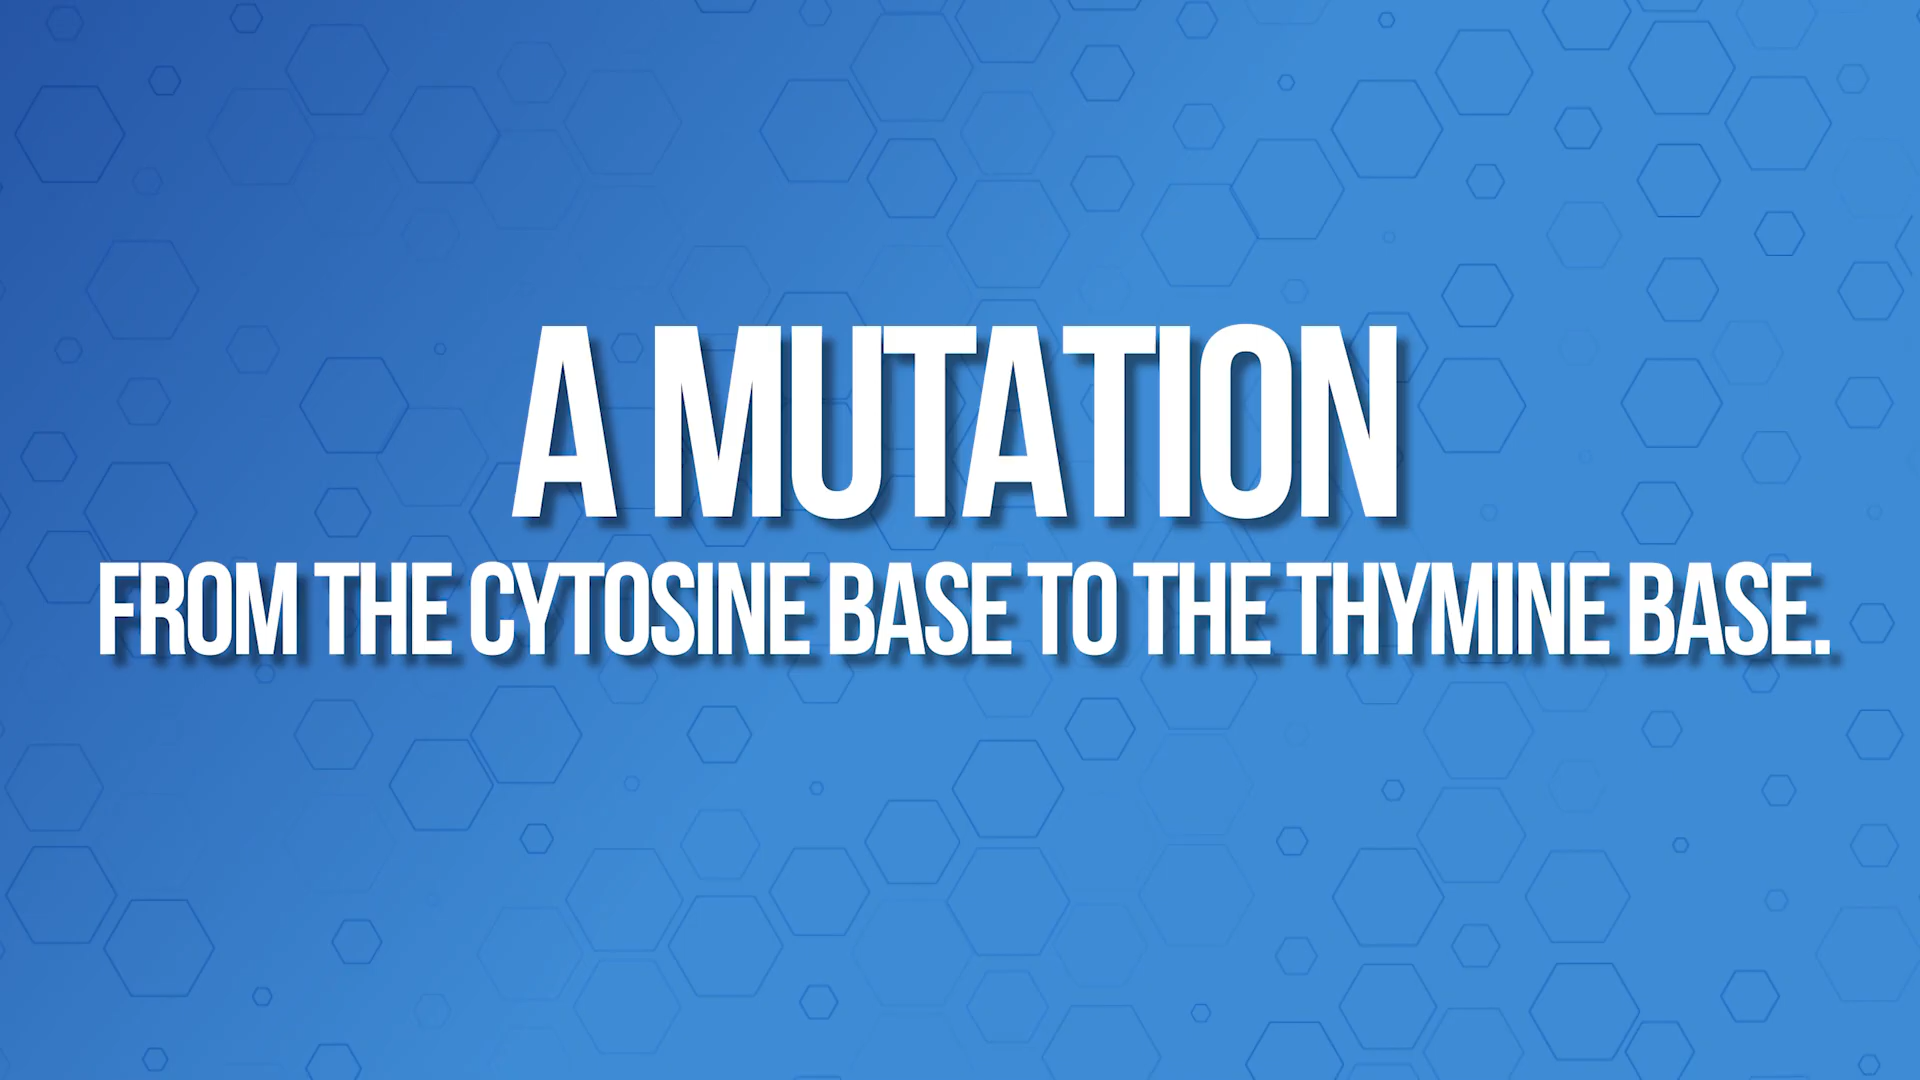 A MUTATION
FROM THE CYTOSINE BASE TO THE THYMINE BASE.